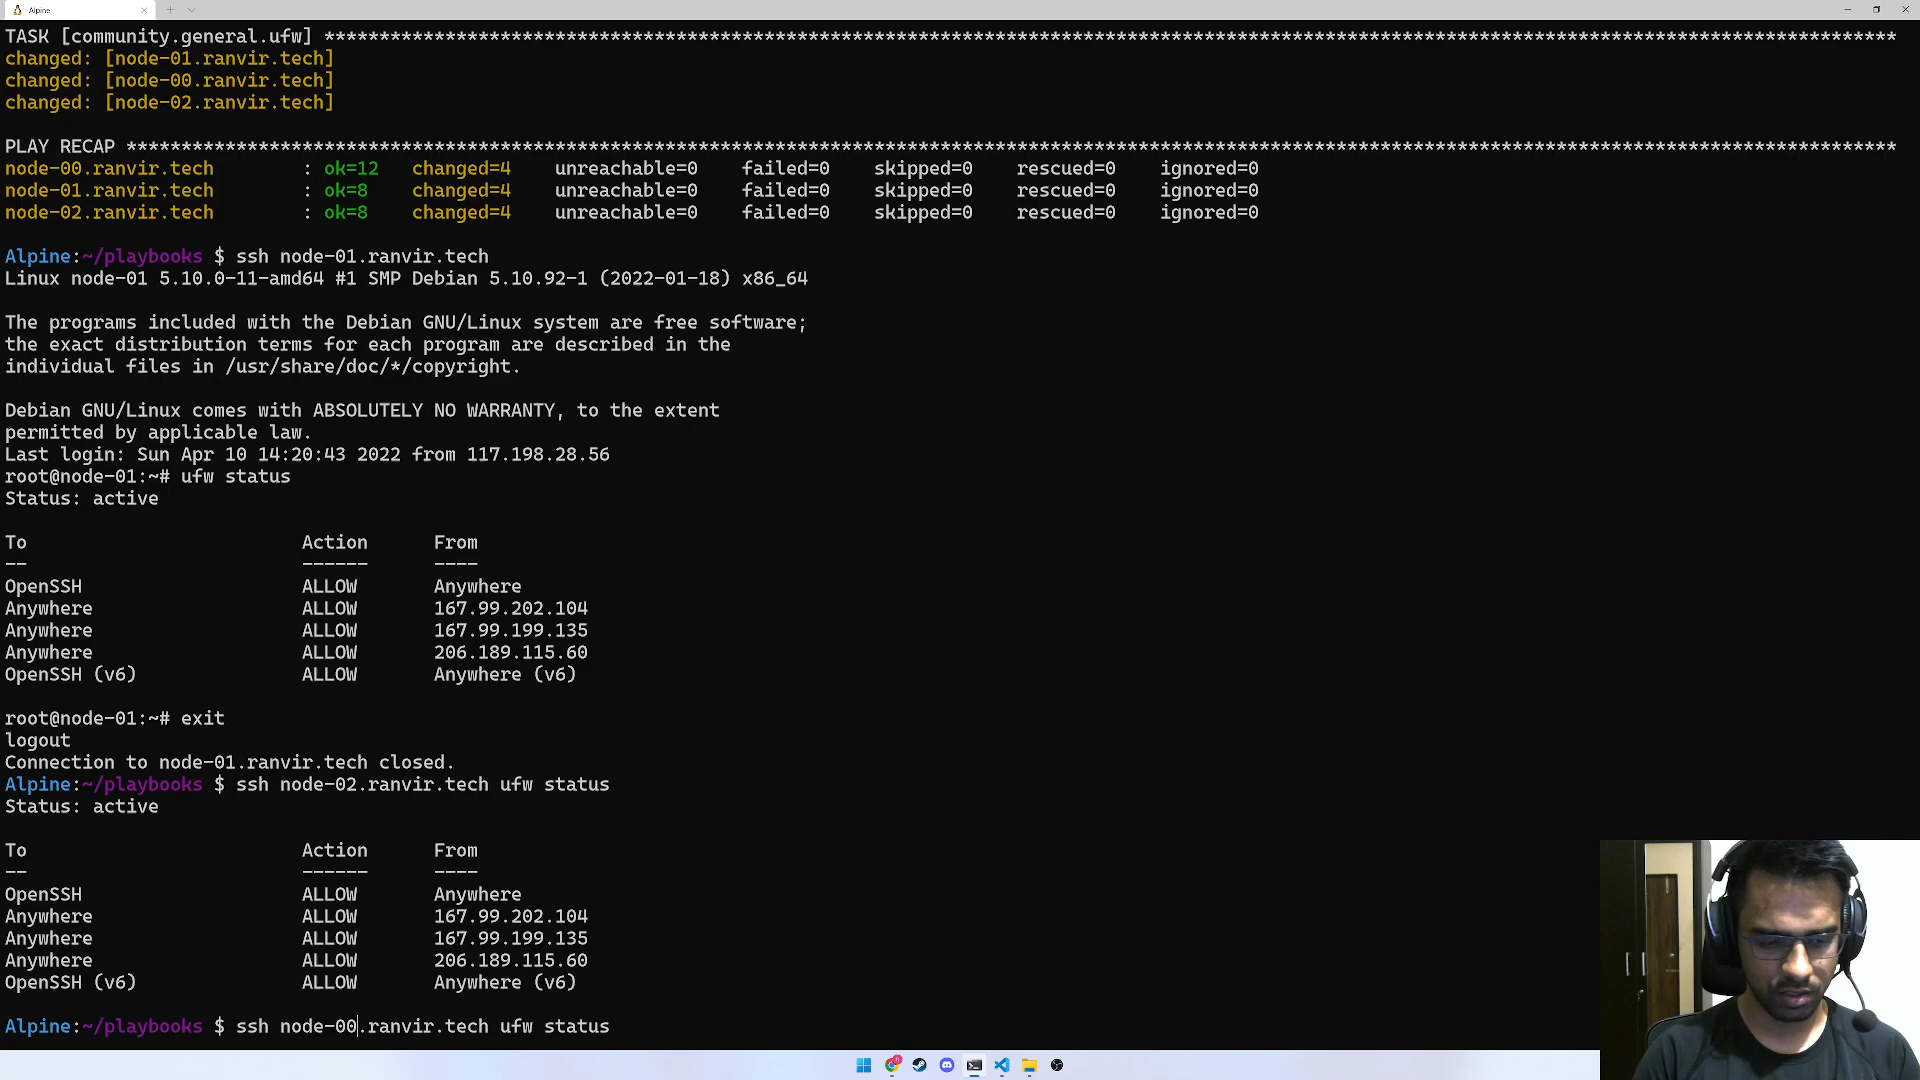 Alpine
TASK [community.general.ufw] ***********************************************************************************************************************************************
changed: [node-01.ranvir.tech]
changed: [node-00.ranvir.tech]
changed: [node-02.ranvir.tech]
PLAY RECAP *****************************************************************************************************************************************************************
node-00.ranvir.tech        : ok=12   changed=4    unreachable=0    failed=0    skipped=0    rescued=0    ignored=0
node-01.ranvir.tech        : ok=8    changed=4    unreachable=0    failed=0    skipped=0    rescued=0    ignored=0
node-02.ranvir.tech        : ok=8    changed=4    unreachable=0    failed=0    skipped=0    rescued=0    ignored=0
Alpine:~/playbooks $ ssh node-01.ranvir.tech
Linux node-01 5.10.0-11-amd64 #1 SMP Debian 5.10.92-1 (2022-01-18) x86_64
The programs included with the Debian GNU/Linux system are free software;
the exact distribution terms for each program are described in the
individual files in /usr/share/doc/*/copyright.
Debian GNU/Linux comes with ABSOLUTELY NO WARRANTY, to the extent
permitted by applicable law.
Last login: Sun Apr 10 14:20:43 2022 from 117.198.28.56
root@node-01:~# ufw status
Status: active
To                         Action      From
--                         ------      ----
OpenSSH                    ALLOW       Anywhere
Anywhere                   ALLOW       167.99.202.104
Anywhere                   ALLOW       167.99.199.135
Anywhere                   ALLOW       206.189.115.60
OpenSSH (v6)               ALLOW       Anywhere (v6)
root@node-01:~# exit
logout
Connection to node-01.ranvir.tech closed.
Alpine:~/playbooks $ ssh node-02.ranvir.tech ufw status
Status: active
To                         Action      From
--                         ------      ----
OpenSSH                    ALLOW       Anywhere
Anywhere                   ALLOW       167.99.202.104
Anywhere                   ALLOW       167.99.199.135
Anywhere                   ALLOW       206.189.115.60
OpenSSH (v6)               ALLOW       Anywhere (v6)
Alpine:~/playbooks $ ssh node-00.ranvir.tech ufw status